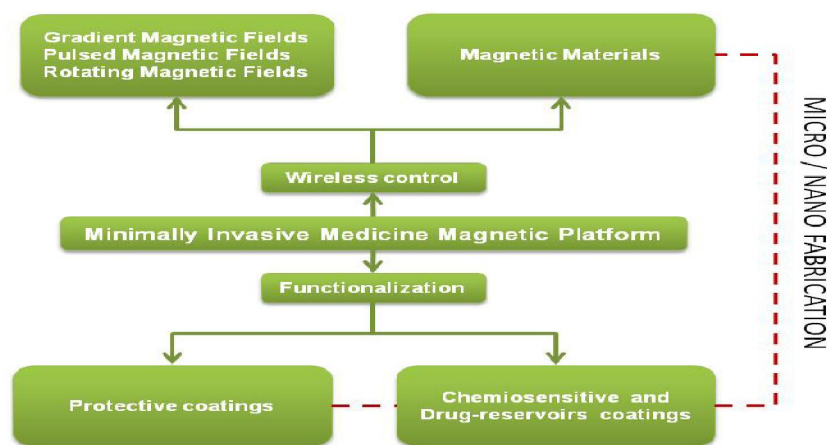 Gradient Magnetic Fields
Pulsed Magnetic Fields
Rotating Magnetic Fields
Magnetic Materials
Wireless control
Minimally Invasive Medicine Magnetic Platform
Functionalization
Protective coatings
Chemiosensitive and
Drug-reservoirs coatings
MICRO / NANO FABRICATION